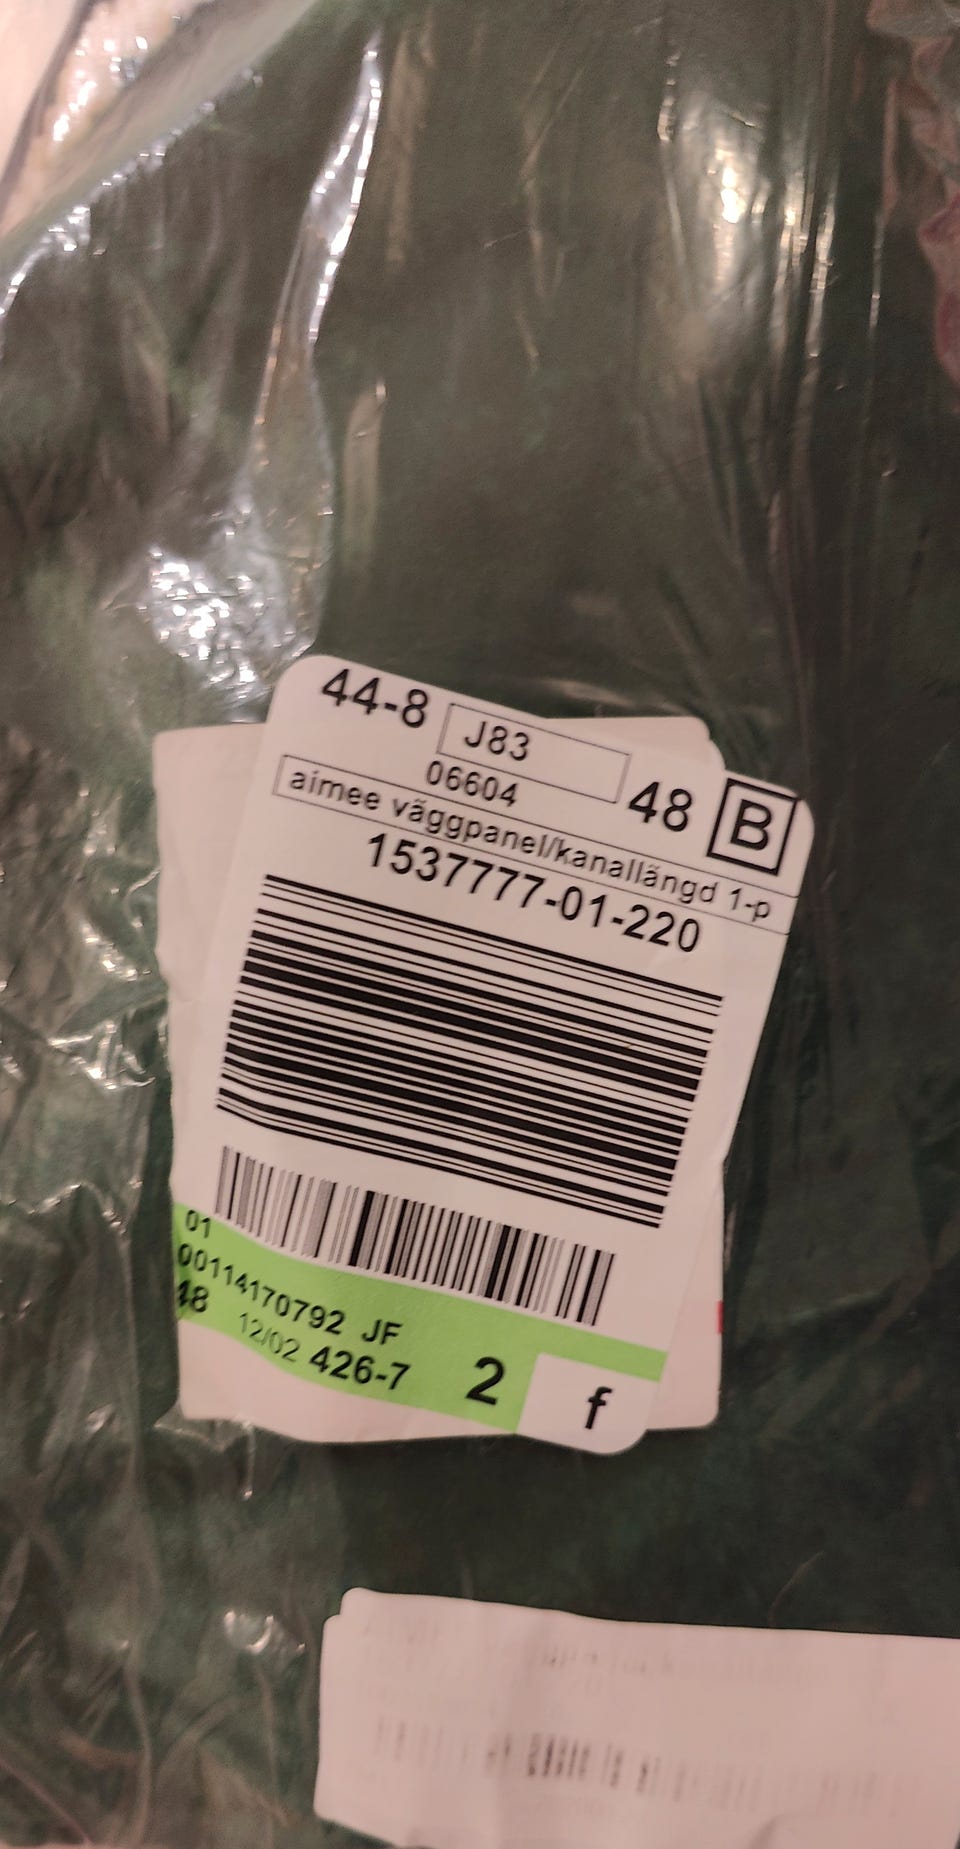 44-8
J83
06604
48
B
aimee väggpanel/kanallängd 1-p
1537777-01-220
01
00114170792 JF
48
12/02 426-7
2
f